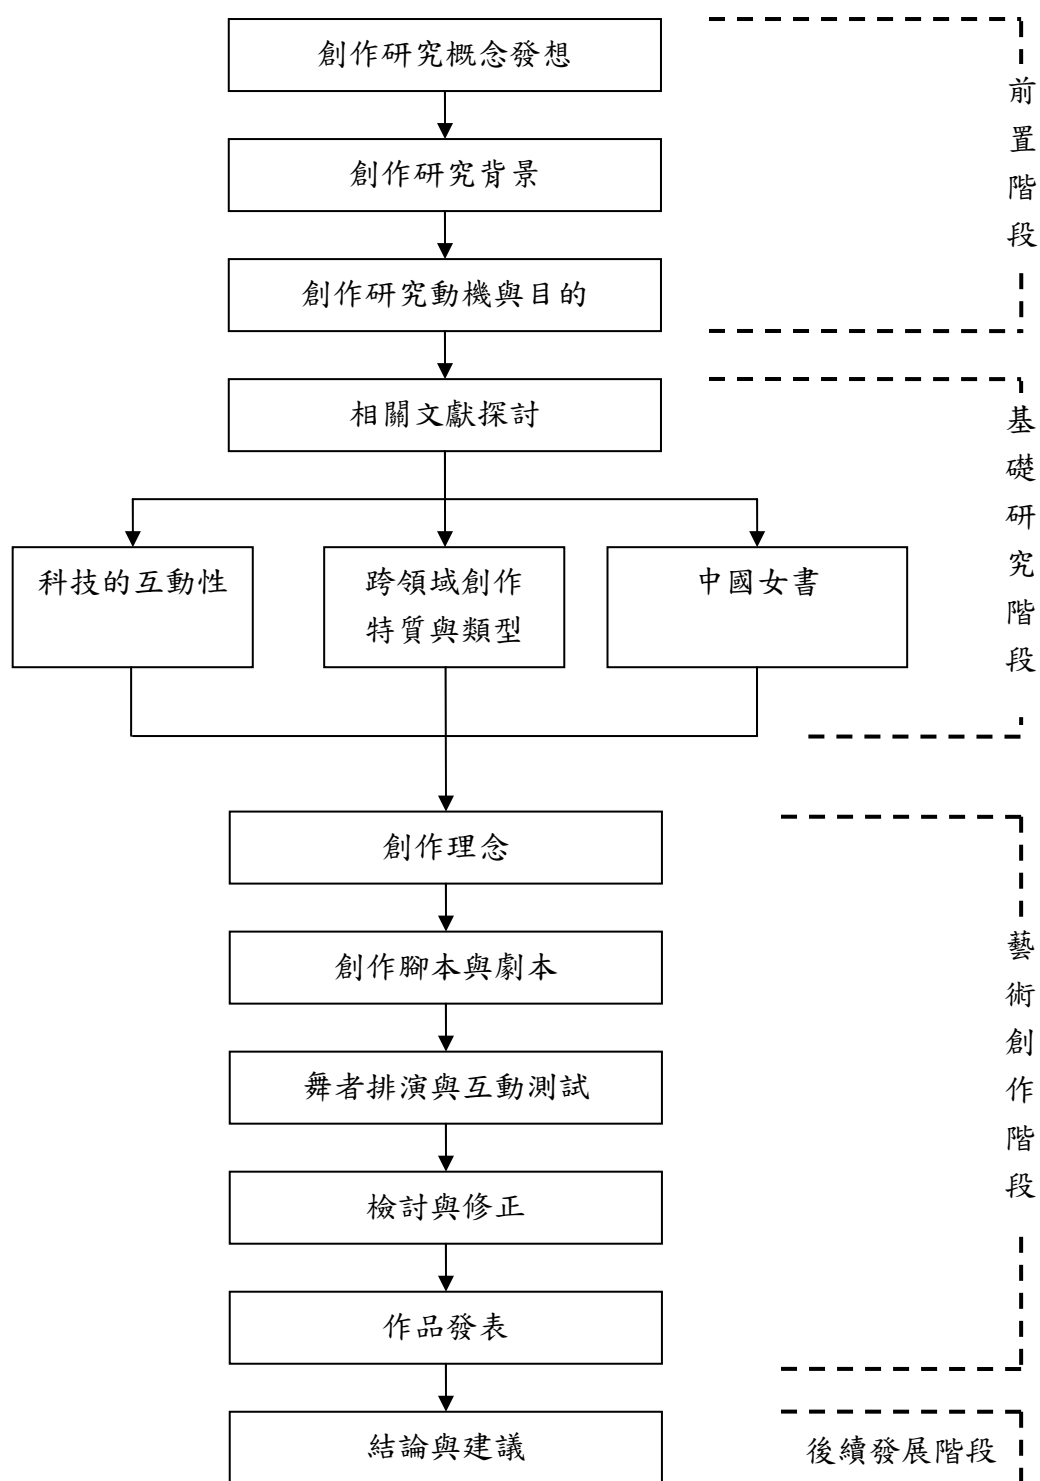 創作研究概念發想
創作研究背景
創作研究動機與目的
前置階段
相關文獻探討
科技的互動性
跨領域創作
特質與類型
中國女書
基礎研究階段
創作理念
創作腳本與劇本
舞者排演與互動測試
檢討與修正
作品發表
藝術創作階段
結論與建議
後續發展階段